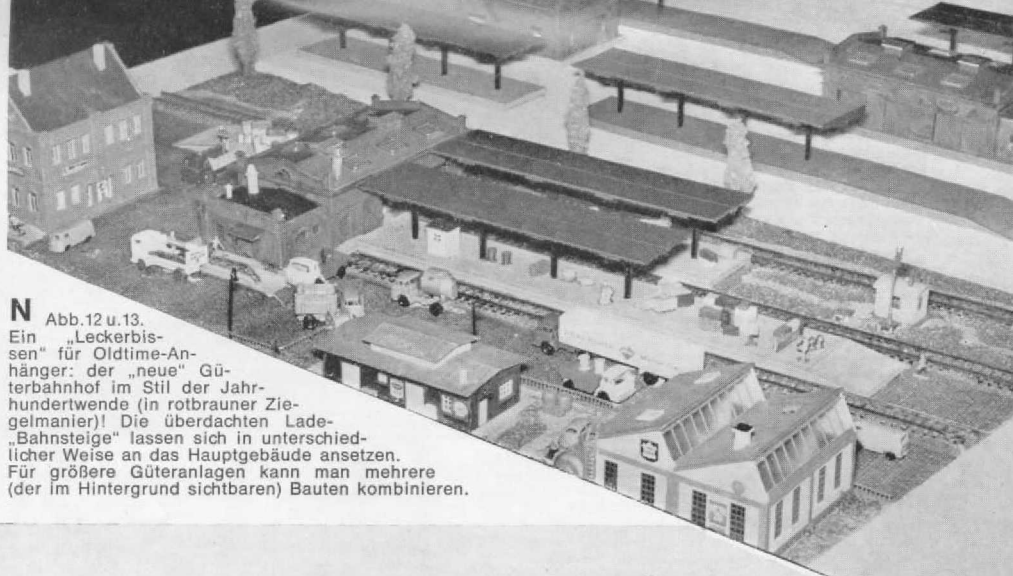 N Abb.12 u.13.
Ein „Leckerbis-
sen“ für Oldtime-An-
hänger: der „neue“ Gü-
terbahnhof im Stil der Jahr-
hundertwende (in rotbrauner Zie-
gelmanier)! Die überdachten Lade-
„Bahnsteige“ lassen sich in unterschied-
licher Weise an das Hauptgebäude ansetzen.
Für größere Güteranlagen kann man mehrere
(der im Hintergrund sichtbaren) Bauten kombinieren.